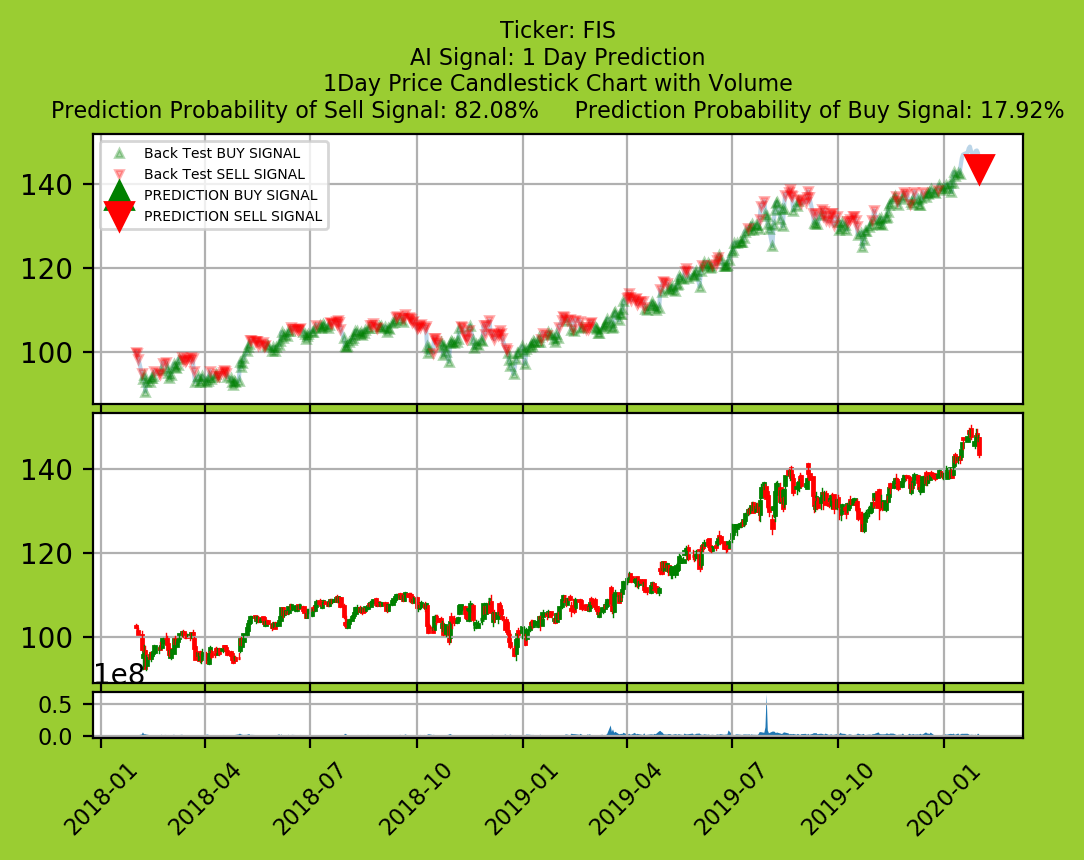 Ticker: FIS
AI Signal: 1 Day Prediction
1Day Price Candlestick Chart with Volume
Prediction Probability of Sell Signal: 82.08% Prediction Probability of Buy Signal: 17.92%
Back Test BUY SIGNAL
Back Test SELL SIGNAL
PREDICTION BUY SIGNAL
PREDICTION SELL SIGNAL
140
120
100
140
120
100
1e8
0.5
0.0
2018-01 2018-04 2018-07 2018-10 2019-01 2019-04 2019-07 2019-10 2020-01